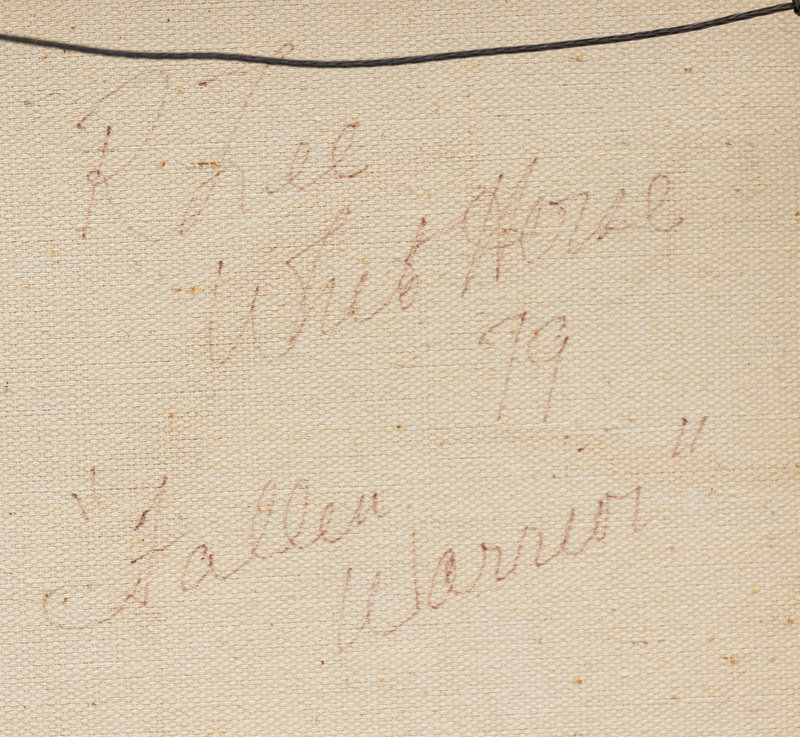 R Lee
White Horse
79
"Fallen
Warrior"